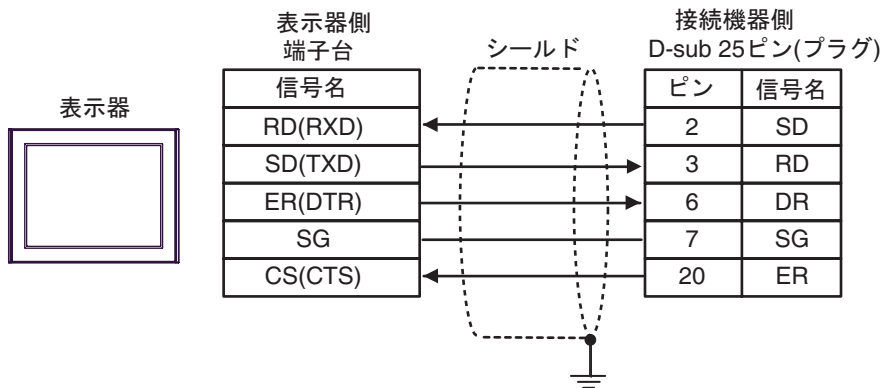 表示器側
端子台
シールド
接続機器側
D-sub 25ピン(プラグ)
表示器
信号名
ピン 信号名
RD(RXD) 2 SD
SD(TXD) 3 RD
ER(DTR) 6 DR
SG 7 SG
CS(CTS) 20 ER